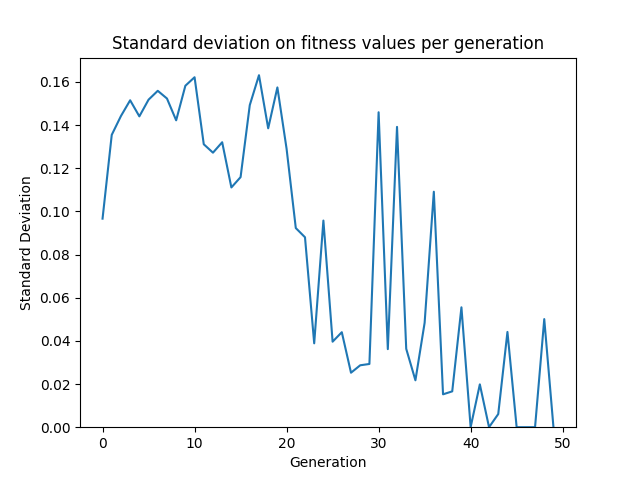 Standard deviation on fitness values per generation
0.16
0.14
0.12
0.10
0.08
0.06
0.04
0.02
0.00
Standard Deviation
0 10 20 30 40 50
Generation